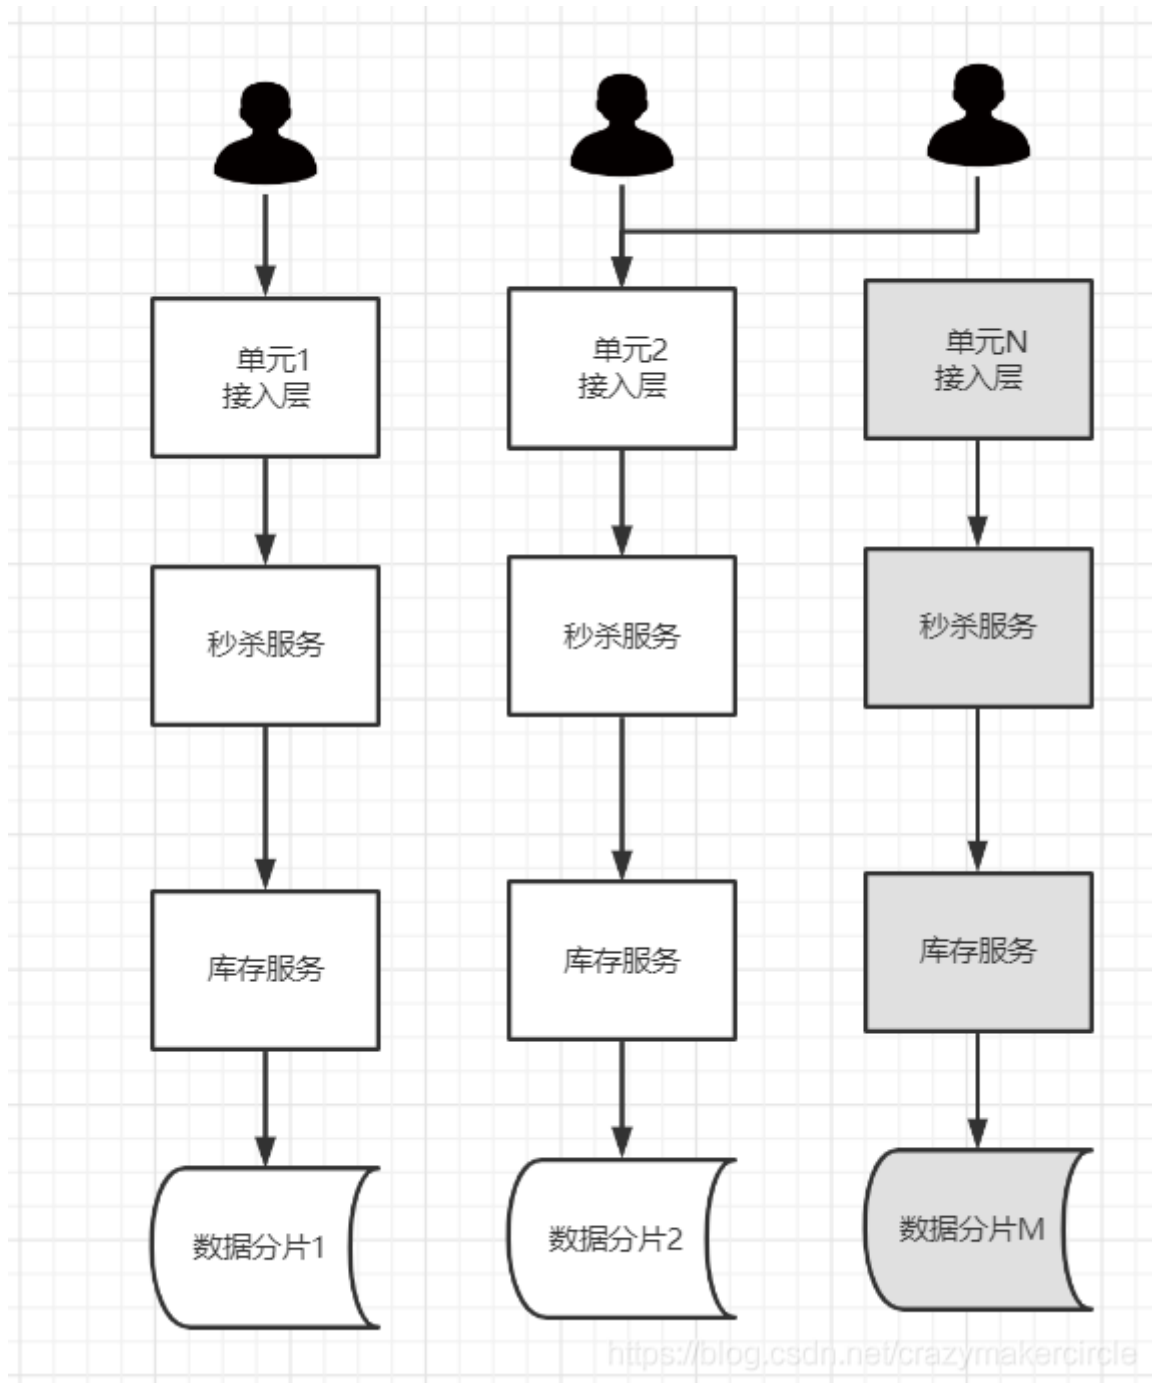 单元1
接入层
单元2
接入层
单元N
接入层
秒杀服务
秒杀服务
秒杀服务
库存服务
库存服务
库存服务
数据分片1
数据分片2
数据分片M
https://blog.csdn.net/crazymakercircle